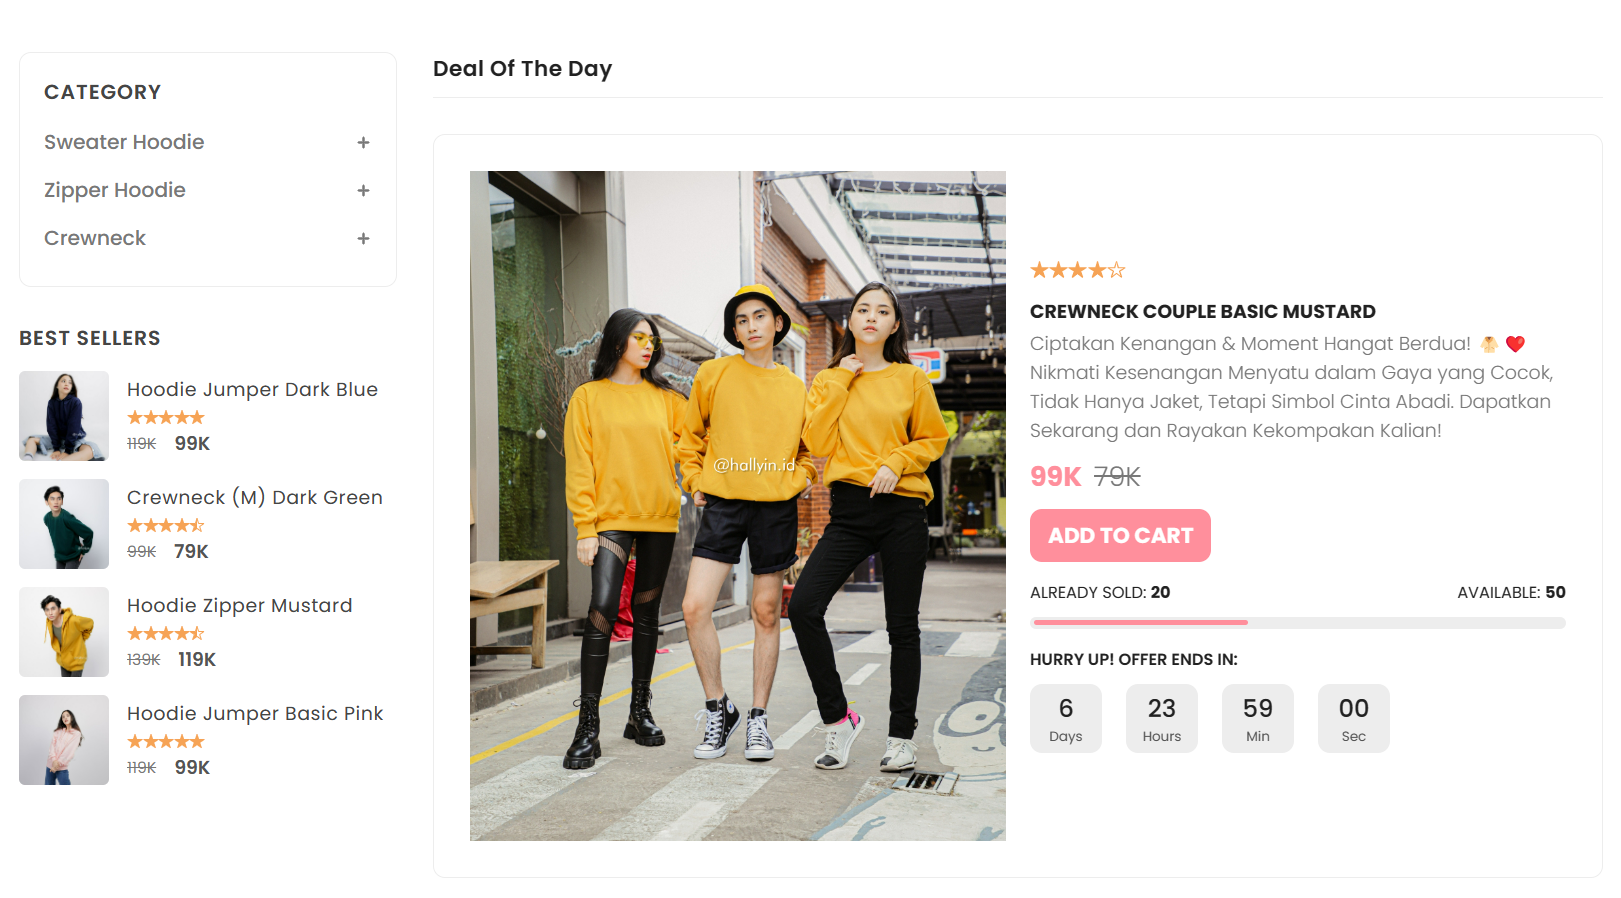 CATEGORY
Sweater Hoodie +
Zipper Hoodie +
Crewneck +
BEST SELLERS
Hoodie Jumper Dark Blue
119K 99K
Crewneck (M) Dark Green
99K 79K
Hoodie Zipper Mustard
139K 119K
Hoodie Jumper Basic Pink
119K 99K
Deal Of The Day
@hallyin.id
CREWNECK COUPLE BASIC MUSTARD
Ciptakan Kenangan & Moment Hangat Berdua! 🥋 ❤️
Nikmati Kesenangan Menyatu dalam Gaya yang Cocok,
Tidak Hanya Jaket, Tetapi Simbol Cinta Abadi. Dapatkan
Sekarang dan Rayakan Kekompakan Kalian!
99K 79K
ADD TO CART
ALREADY SOLD: 20 AVAILABLE: 50
HURRY UP! OFFER ENDS IN:
6 23 59 00
Days Hours Min Sec